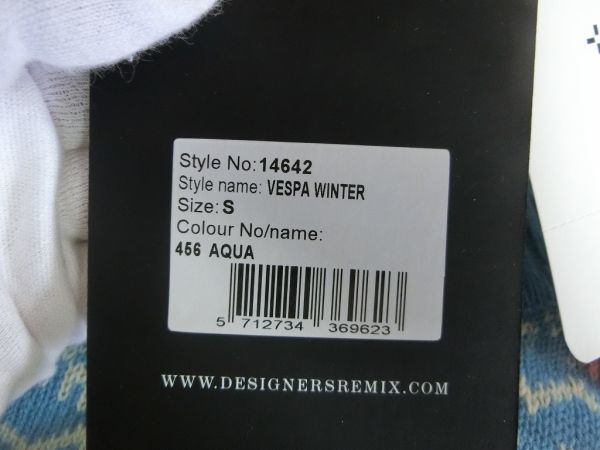 Style No:14642
Style name: VESPA WINTER
Size: S
Colour No/name:
456 AQUA
5 712734 369623
WWW.DESIGNERSREMIX.COM